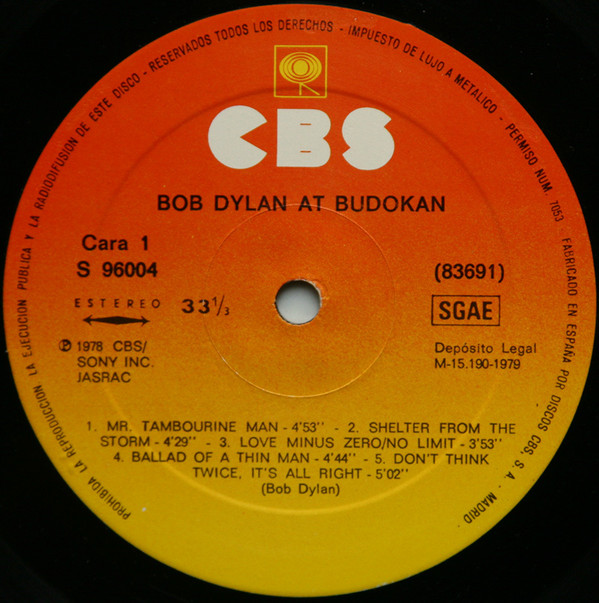 PROHIBIDA LA REPRODUCCION LA EJECUCION PUBLICA Y LA RADIODIFUSION DE ESTE DISCO - RESERVADOS TODOS LOS DERECHOS - IMPUESTO DE LUJO A METALICO - PERMISO NUM. 7053
FABRICADO EN ESPAÑA POR DISCOS CBS, S. A. - MADRID
CBS
BOB DYLAN AT BUDOKAN
Cara 1
S 96004
(83691)
ESTEREO 33 1/3
SGAE
℗ 1978 CBS/
SONY INC.
JASRAC
Depósito Legal
M-15.190-1979
1. MR. TAMBOURINE MAN - 4'53'' - 2. SHELTER FROM THE
STORM - 4'29'' - 3. LOVE MINUS ZERO/NO LIMIT - 3'53''
4. BALLAD OF A THIN MAN - 4'44'' - 5. DON'T THINK
TWICE, IT'S ALL RIGHT - 5'02''
(Bob Dylan)